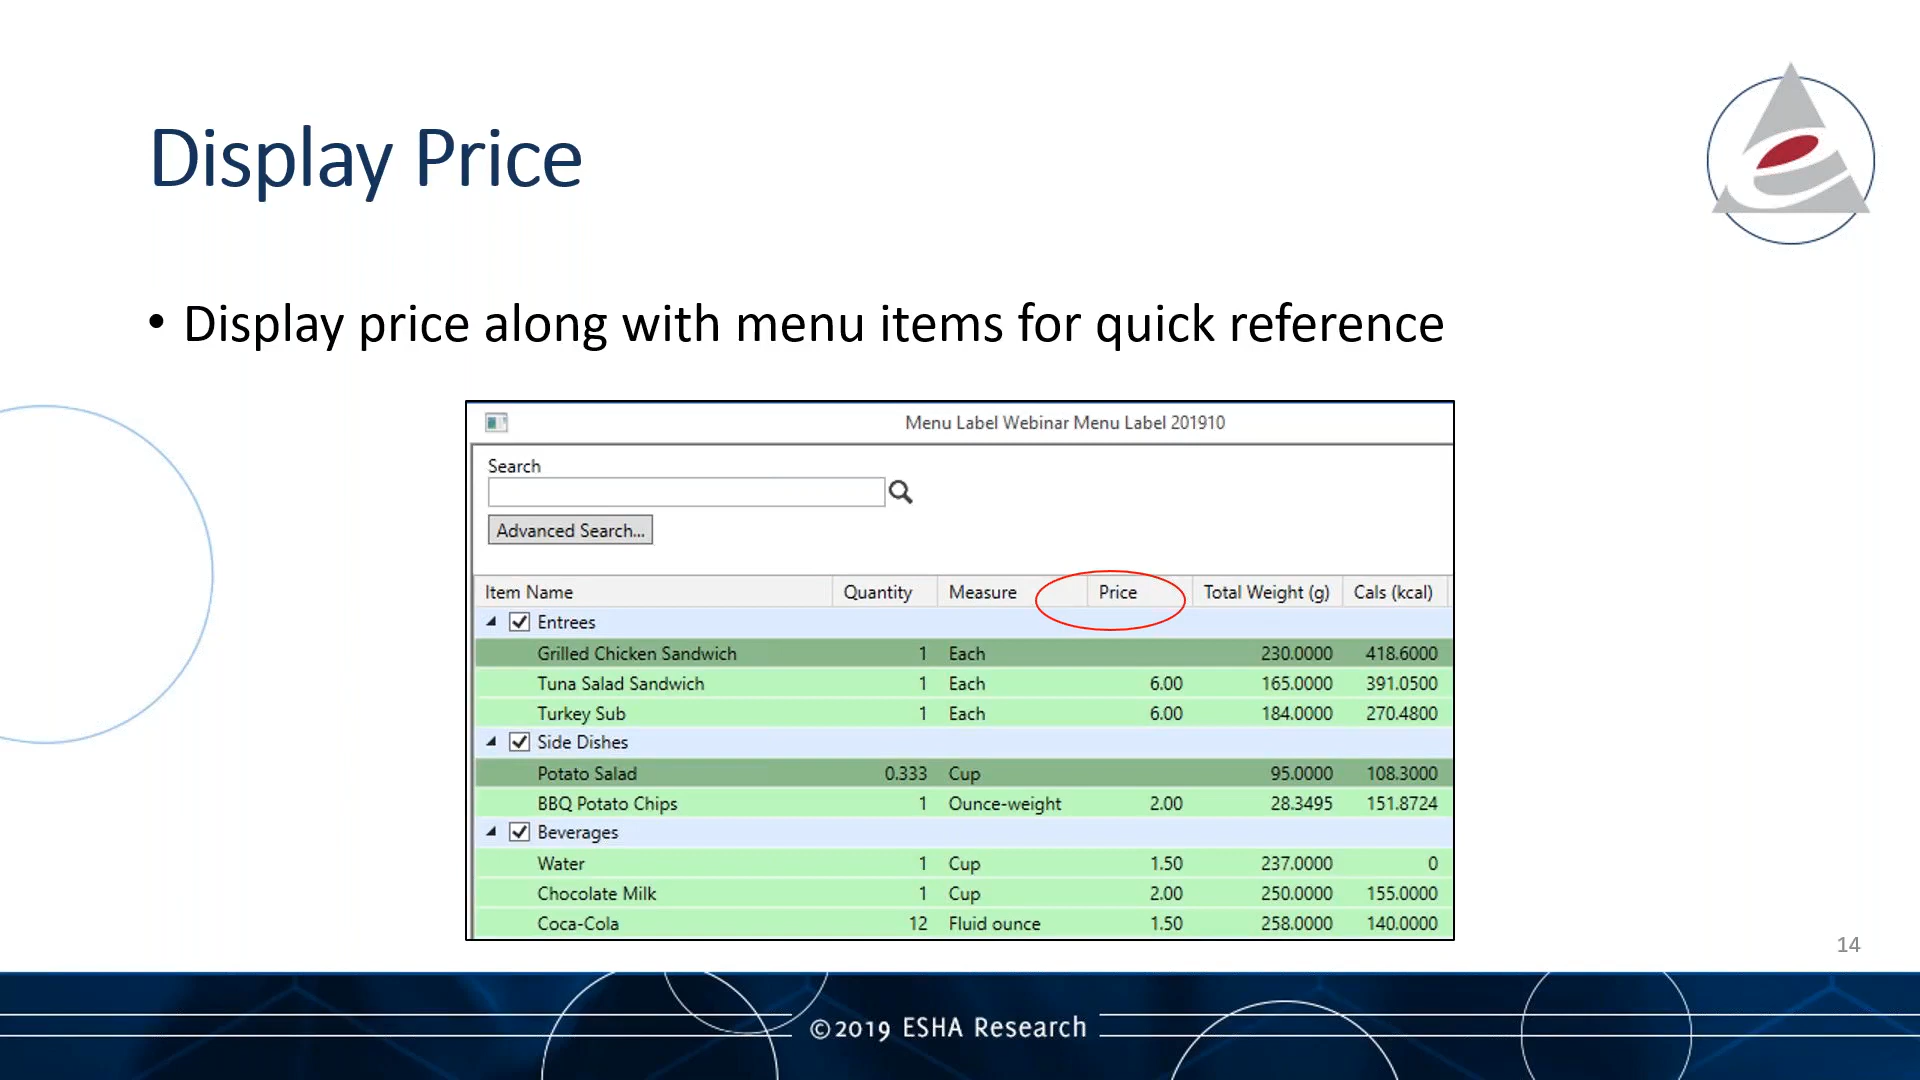 Display Price
• Display price along with menu items for quick reference
Menu Label Webinar Menu Label 201910
Search
Advanced Search...
Item Name Quantity Measure Price Total Weight (g) Cals (kcal)
Entrees
Grilled Chicken Sandwich 1 Each 230.0000 418.6000
Tuna Salad Sandwich 1 Each 6.00 165.0000 391.0500
Turkey Sub 1 Each 6.00 184.0000 270.4800
Side Dishes
Potato Salad 0.333 Cup 95.0000 108.3000
BBQ Potato Chips 1 Ounce-weight 2.00 28.3495 151.8724
Beverages
Water 1 Cup 1.50 237.0000 0
Chocolate Milk 1 Cup 2.00 250.0000 155.0000
Coca-Cola 12 Fluid ounce 1.50 258.0000 140.0000
14
©2019 ESHA Research